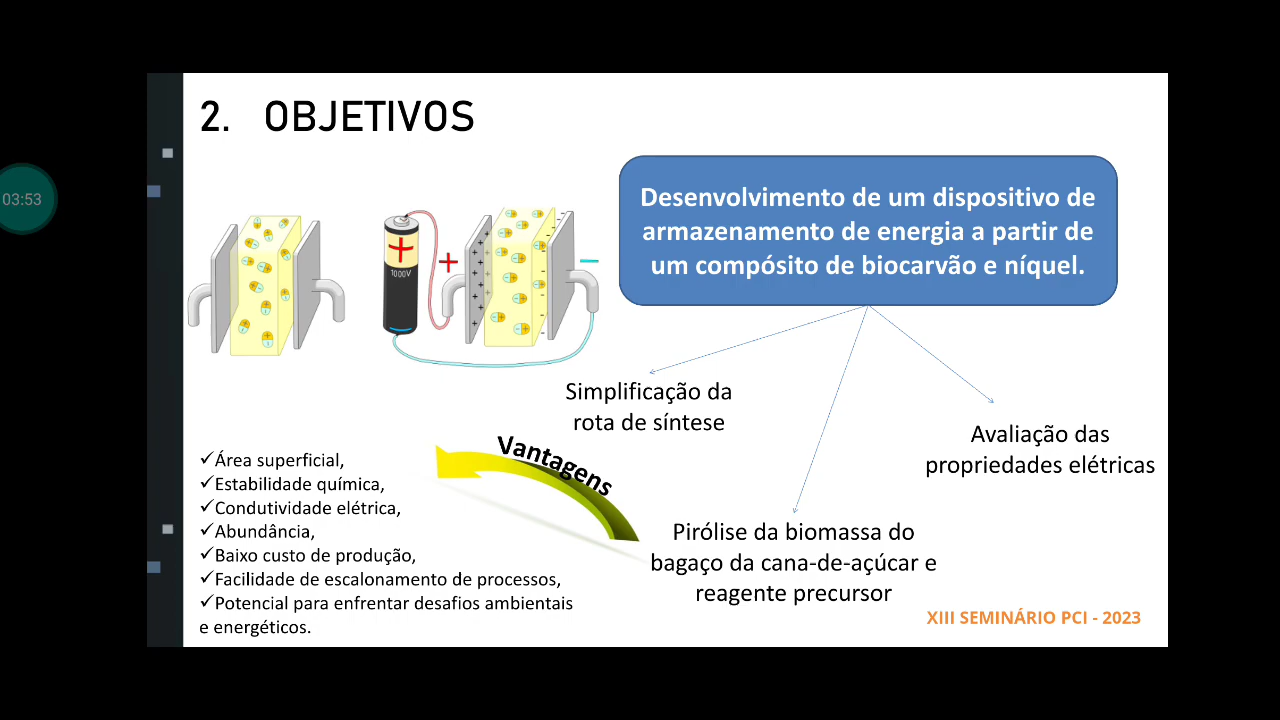 2. OBJETIVOS
03:53
Desenvolvimento de um dispositivo de
armazenamento de energia a partir de
um compósito de biocarvão e níquel.
1000V
Simplificação da
rota de síntese
Avaliação das
propriedades elétricas
Vantagens
Pirólise da biomassa do
bagaço da cana-de-açúcar e
reagente precursor
✓Área superficial,
✓Estabilidade química,
✓Condutividade elétrica,
✓Abundância,
✓Baixo custo de produção,
✓Facilidade de escalonamento de processos,
✓Potencial para enfrentar desafios ambientais
e energéticos.
XIII SEMINÁRIO PCI - 2023